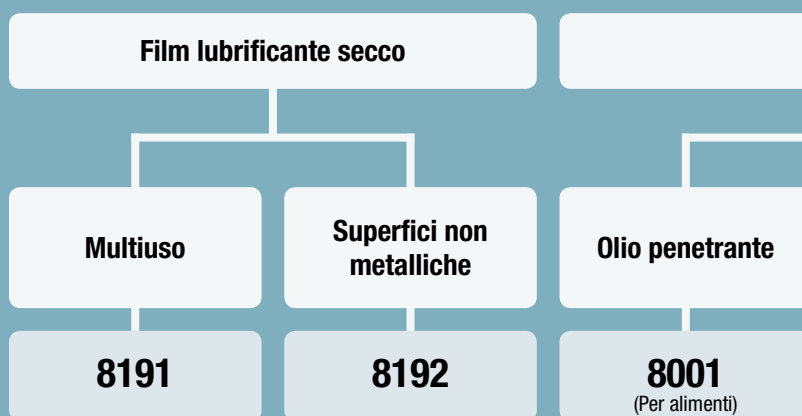 Film lubrificante secco
Multiuso
Superfici non
metalliche
Olio penetrante
8191
8192
8001
(Per alimenti)